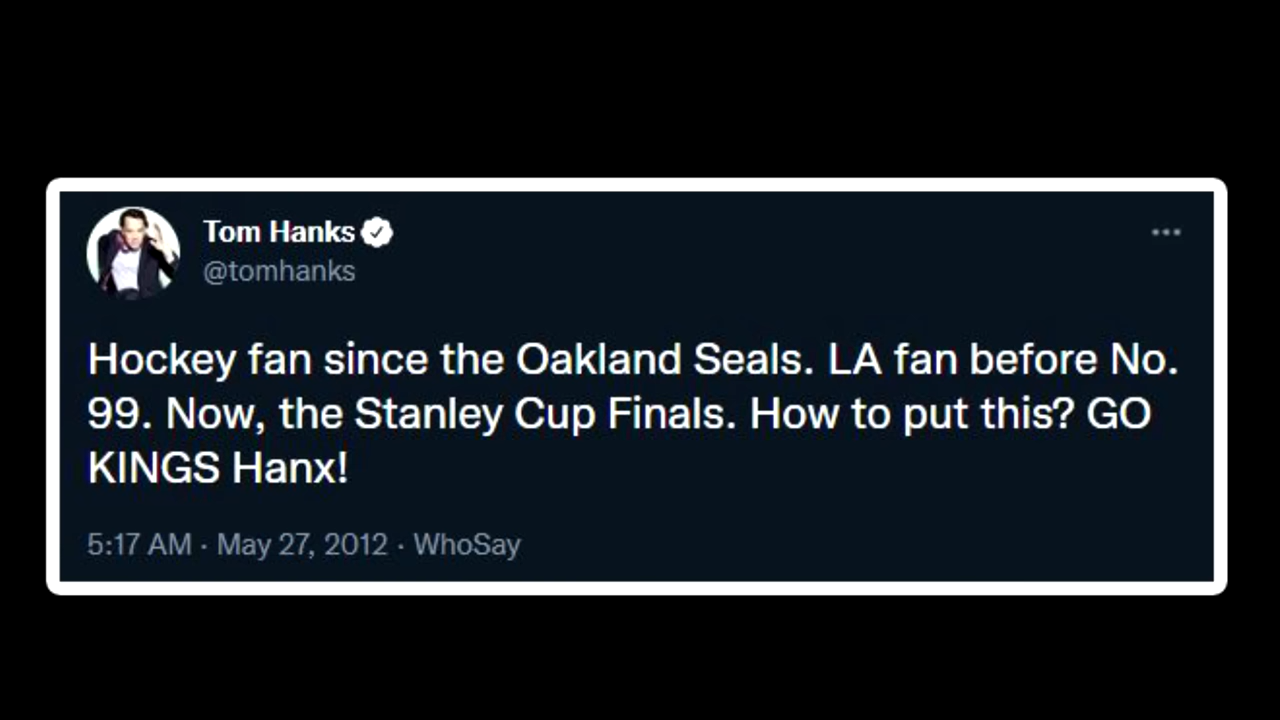 Tom Hanks
@tomhanks
Hockey fan since the Oakland Seals. LA fan before No.
99. Now, the Stanley Cup Finals. How to put this? GO
KINGS Hanx!
5:17 AM · May 27, 2012 · WhoSay